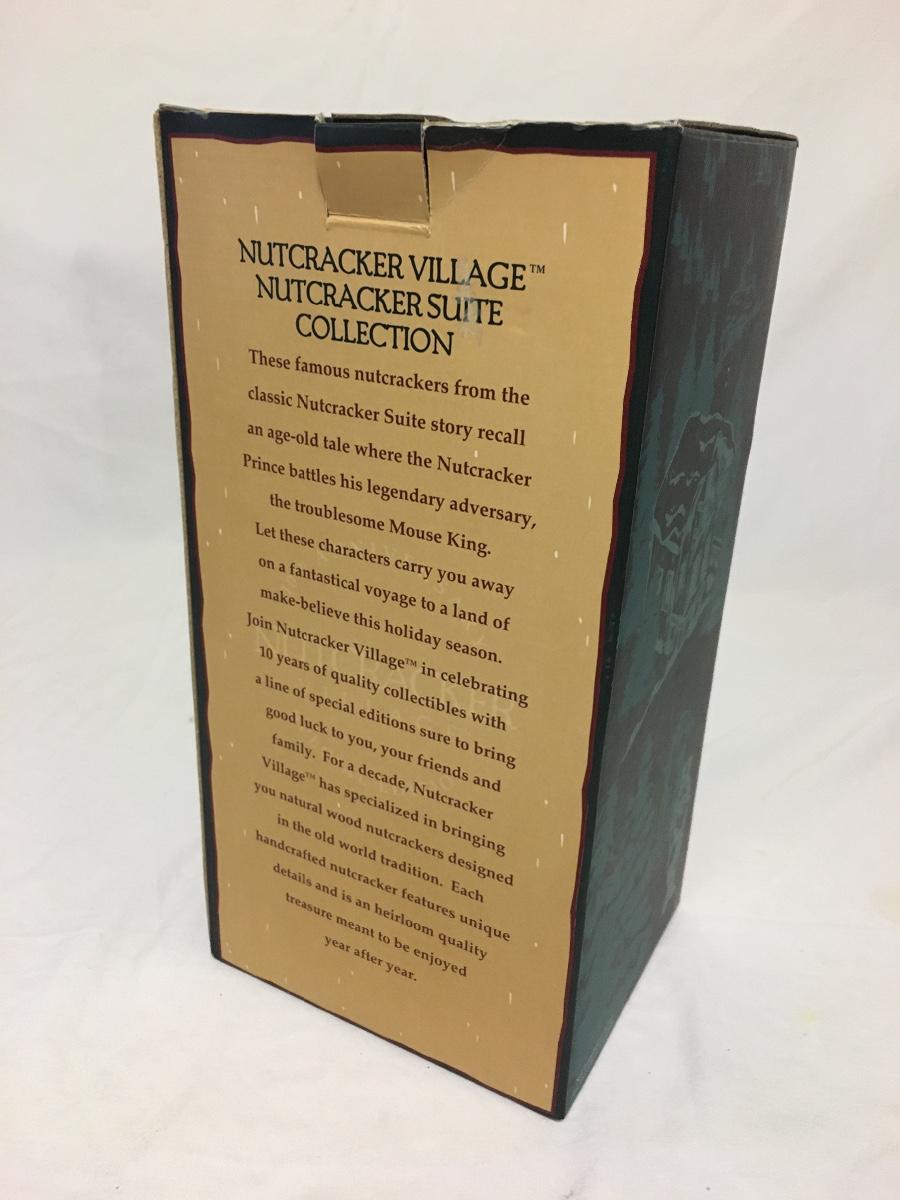 NUTCRACKER VILLAGE™
NUTCRACKER SUITE
COLLECTION
These famous nutcrackers from the
classic Nutcracker Suite story recall
an age-old tale where the Nutcracker
Prince battles his legendary adversary,
the troublesome Mouse King.
Let these characters carry you away
on a fantastical voyage to a land of
make-believe this holiday season.
Join Nutcracker Village™ in celebrating
10 years of quality collectibles with
a line of special editions sure to bring
good luck to you, your friends and
family. For a decade, Nutcracker
Village™ has specialized in bringing
you natural wood nutcrackers designed
in the old world tradition. Each
handcrafted nutcracker features unique
details and is an heirloom quality
treasure meant to be enjoyed
year after year.